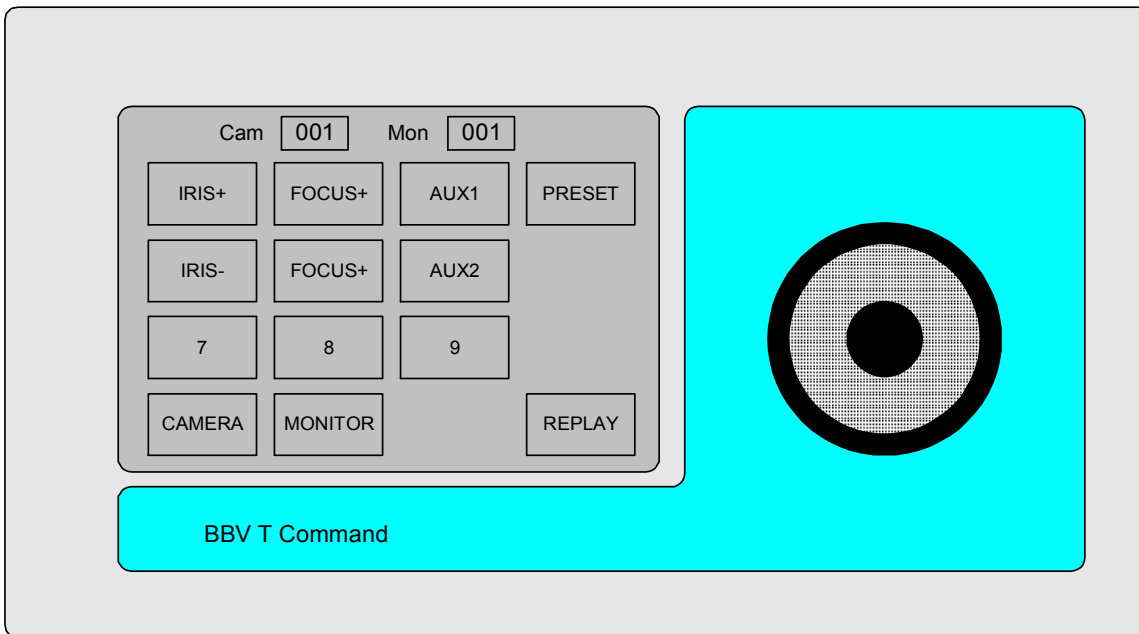 Cam 001 Mon 001
IRIS+ FOCUS+ AUX1 PRESET
IRIS- FOCUS+ AUX2
7 8 9
CAMERA MONITOR REPLAY
BBV T Command